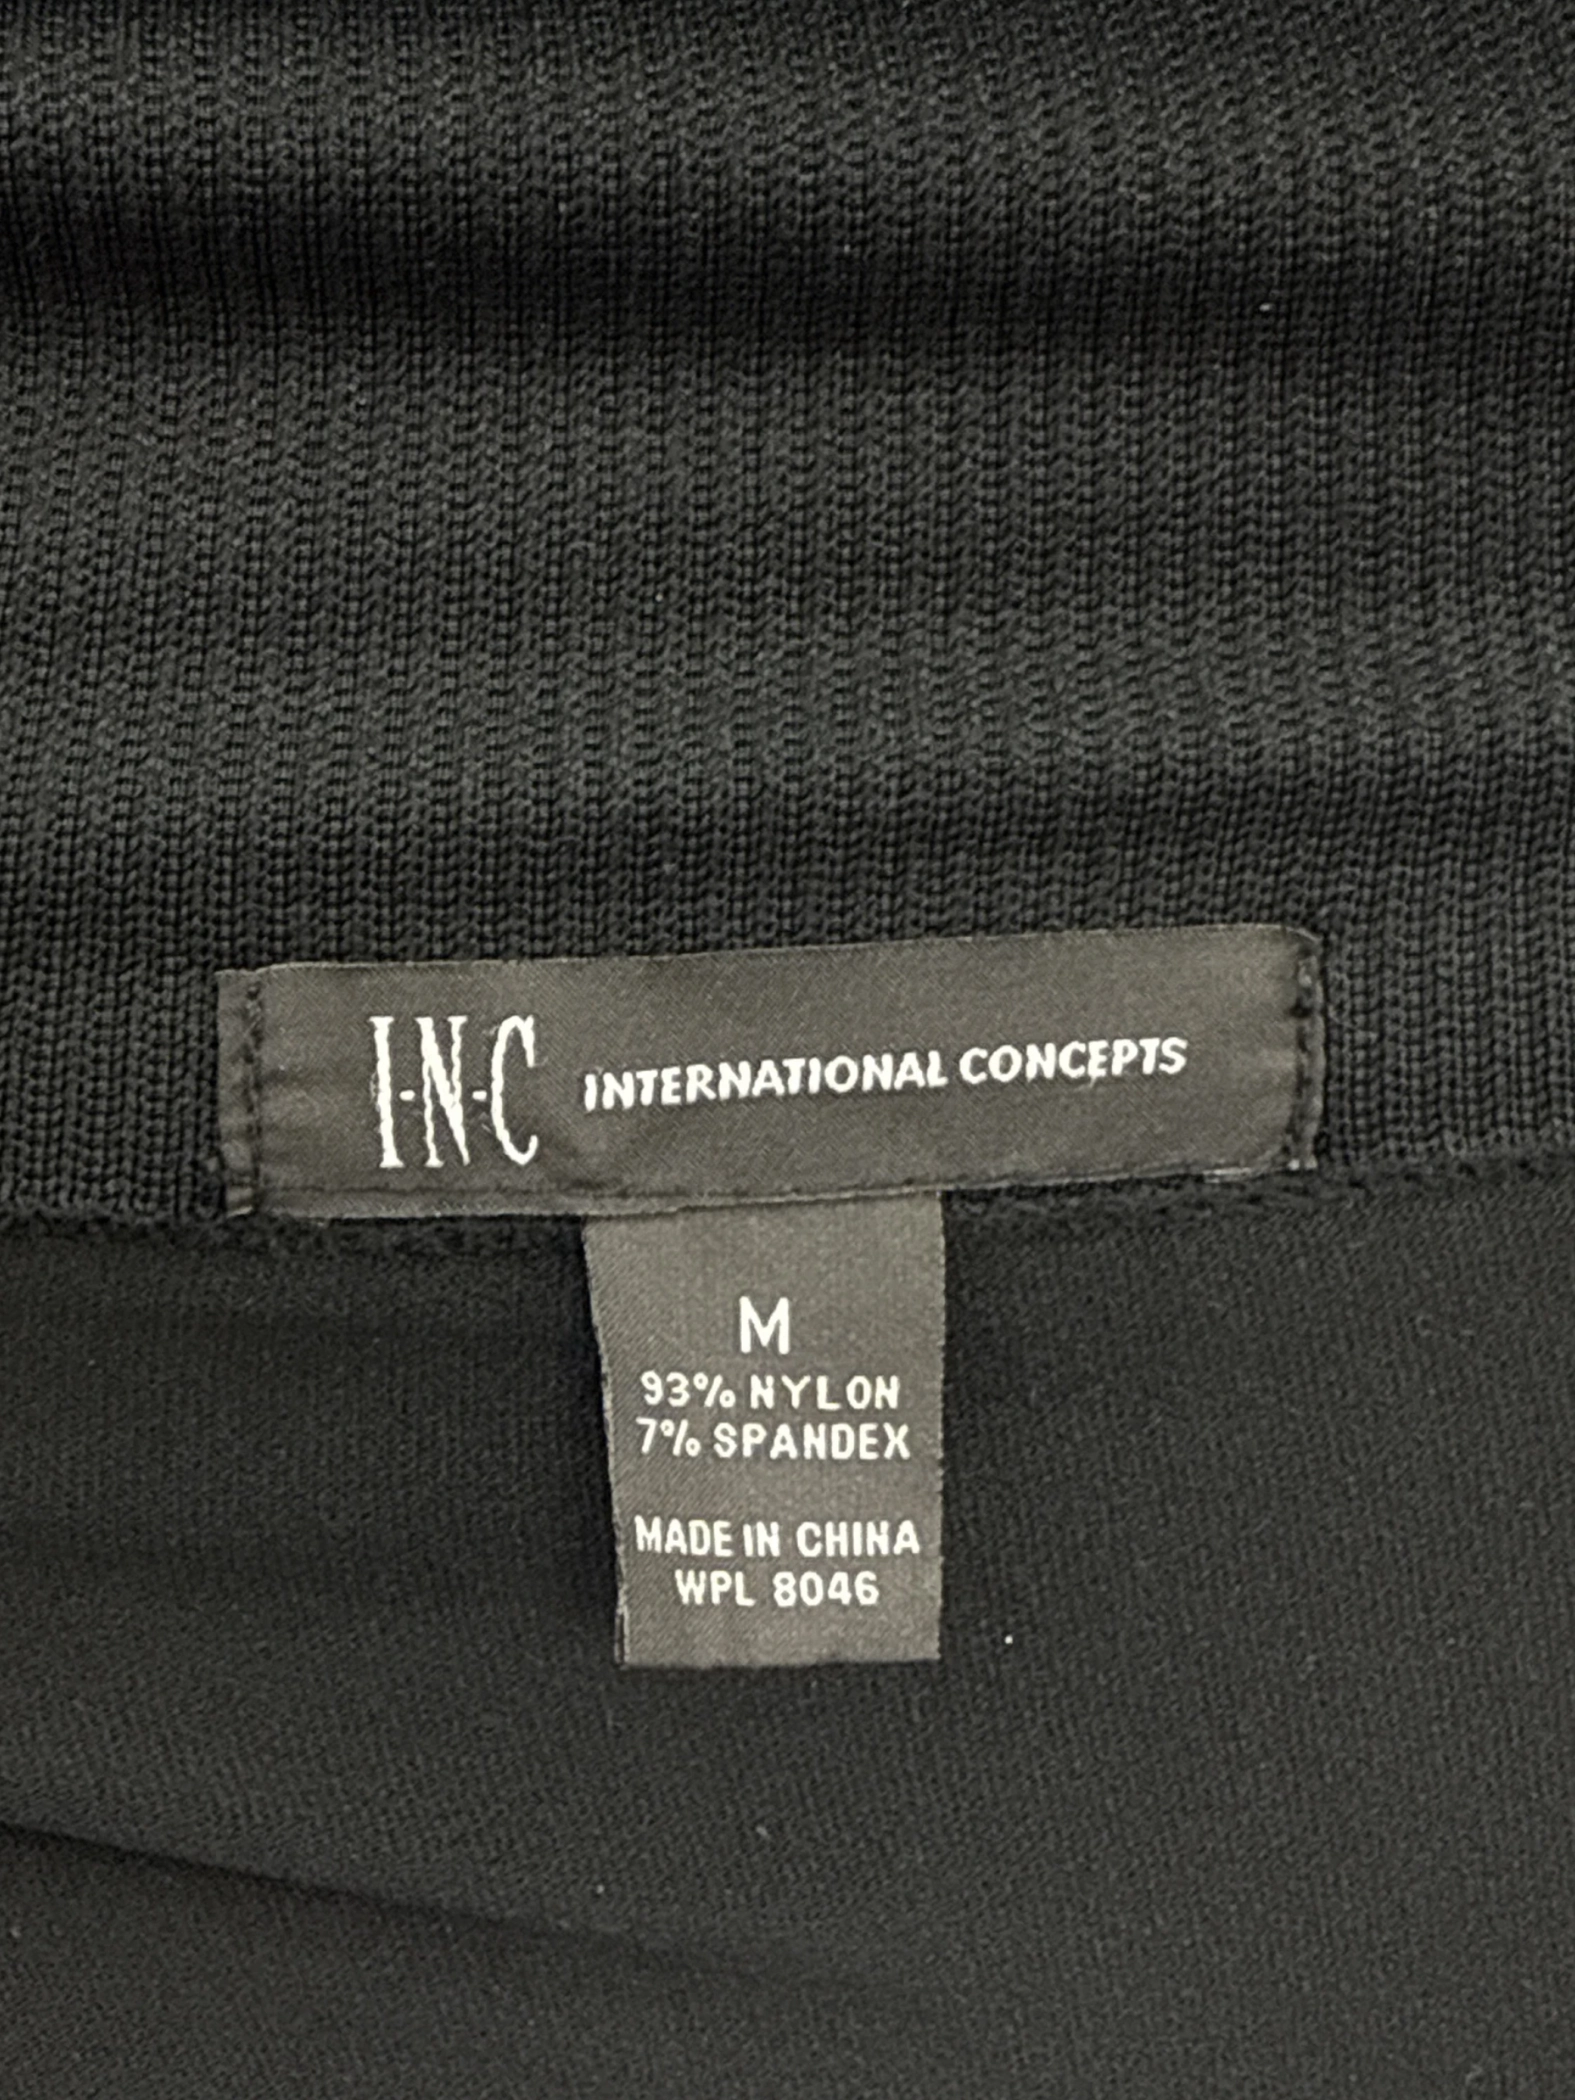 I-N-C INTERNATIONAL CONCEPTS
M
93% NYLON
7% SPANDEX
MADE IN CHINA
WPL 8046